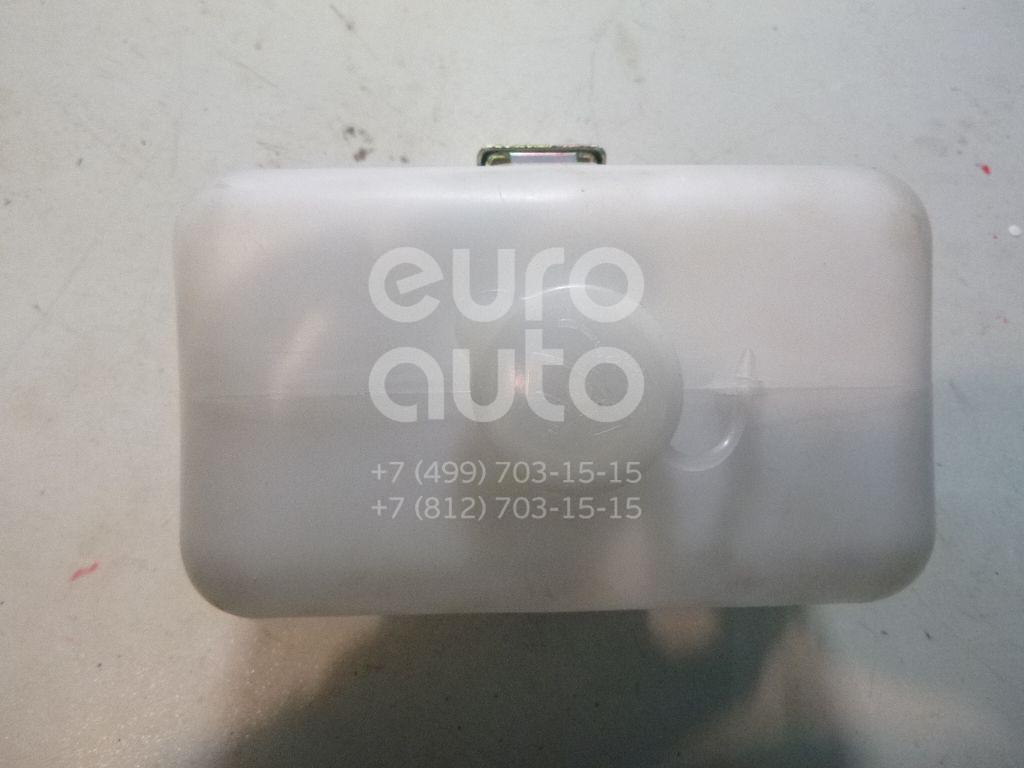 euro
auto
+7 (499) 703-15-15
+7 (812) 703-15-15